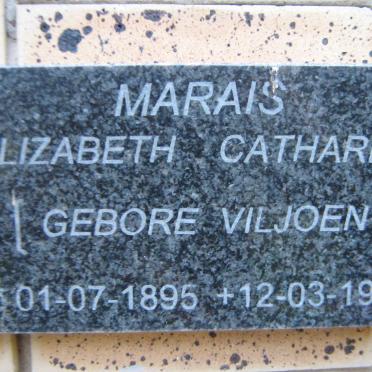 MARAIS
LIZABETH CATHAR
GEBORE VILJOEN
01-07-1895 +12-03-19